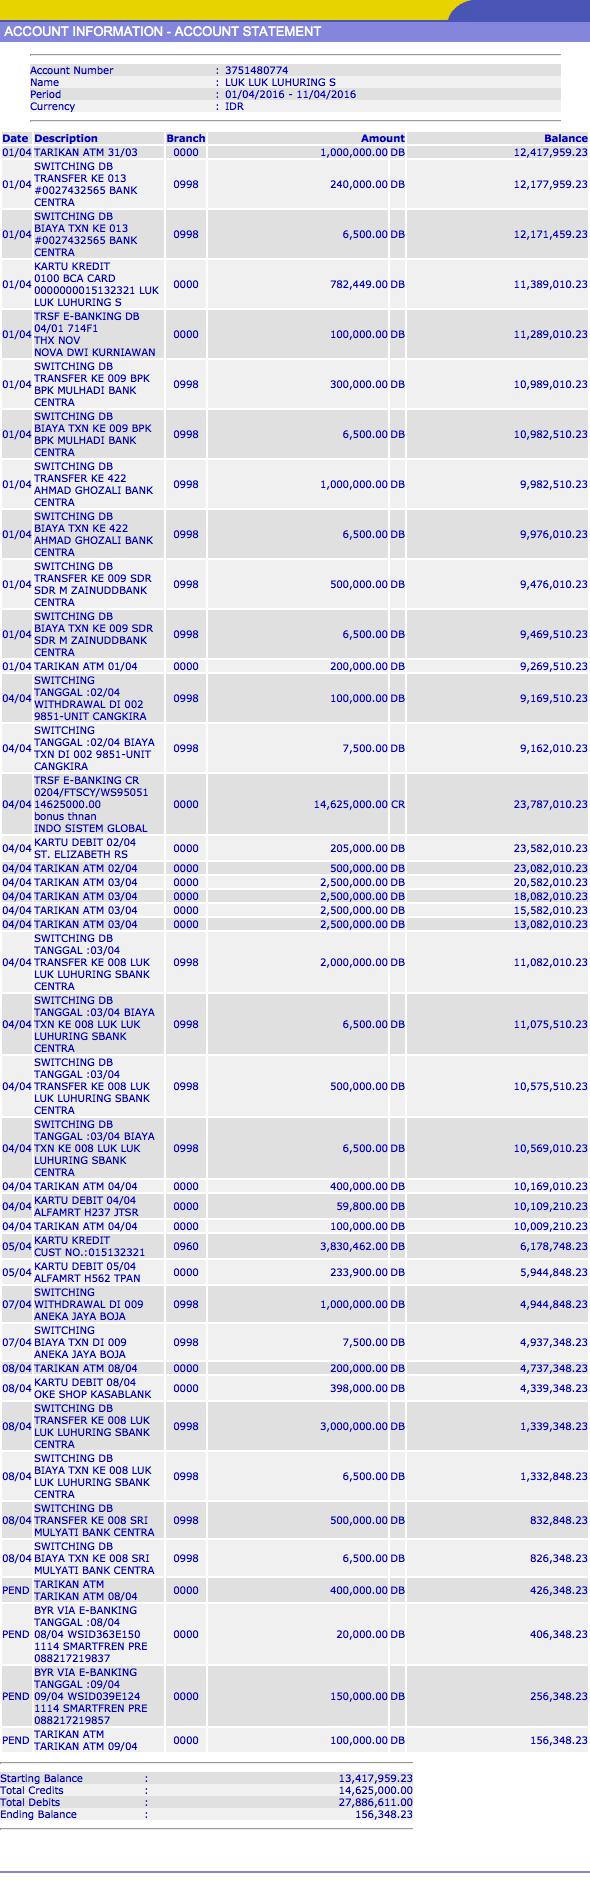 ACCOUNT INFORMATION - ACCOUNT STATEMENT
Account Number : 3751480774
Name : LUK LUK LUHURING S
Period : 01/04/2016 - 11/04/2016
Currency : IDR
Date Description Branch Amount Balance
01/04 TARIKAN ATM 31/03 0000 1,000,000.00 DB 12,417,959.23
SWITCHING DB
TRANSFER KE 013
01/04 #0027432565 BANK 0998 240,000.00 DB 12,177,959.23
CENTRA
SWITCHING DB
BIAYA TXN KE 013
01/04 #0027432565 BANK 0998 6,500.00 DB 12,171,459.23
CENTRA
KARTU KREDIT
0100 BCA CARD
01/04 0000000015132321 LUK 0000 782,449.00 DB 11,389,010.23
LUK LUHURING S
TRSF E-BANKING DB
04/01 714F1
01/04 THX NOV 0000 100,000.00 DB 11,289,010.23
NOVA DWI KURNIAWAN
SWITCHING DB
TRANSFER KE 009 BPK
01/04 BPK MULHADI BANK 0998 300,000.00 DB 10,989,010.23
CENTRA
SWITCHING DB
BIAYA TXN KE 009 BPK
01/04 BPK MULHADI BANK 0998 6,500.00 DB 10,982,510.23
CENTRA
SWITCHING DB
TRANSFER KE 422
01/04 AHMAD GHOZALI BANK 0998 1,000,000.00 DB 9,982,510.23
CENTRA
SWITCHING DB
BIAYA TXN KE 422
01/04 AHMAD GHOZALI BANK 0998 6,500.00 DB 9,976,010.23
CENTRA
SWITCHING DB
TRANSFER KE 009 SDR
01/04 SDR M ZAINUDDBANK 0998 500,000.00 DB 9,476,010.23
CENTRA
SWITCHING DB
BIAYA TXN KE 009 SDR
01/04 SDR M ZAINUDDBANK 0998 6,500.00 DB 9,469,510.23
CENTRA
01/04 TARIKAN ATM 01/04 0000 200,000.00 DB 9,269,510.23
SWITCHING
TANGGAL :02/04
04/04 WITHDRAWAL DI 002 0998 100,000.00 DB 9,169,510.23
9851-UNIT CANGKIRA
SWITCHING
TANGGAL :02/04 BIAYA
04/04 TXN DI 002 9851-UNIT 0998 7,500.00 DB 9,162,010.23
CANGKIRA
TRSF E-BANKING CR
0204/FTSCY/WS95051
04/04 14625000.00 0000 14,625,000.00 CR 23,787,010.23
bonus thnan
INDO SISTEM GLOBAL
04/04 KARTU DEBIT 02/04 0000 205,000.00 DB 23,582,010.23
ST. ELIZABETH RS
04/04 TARIKAN ATM 02/04 0000 500,000.00 DB 23,082,010.23
04/04 TARIKAN ATM 03/04 0000 2,500,000.00 DB 20,582,010.23
04/04 TARIKAN ATM 03/04 0000 2,500,000.00 DB 18,082,010.23
04/04 TARIKAN ATM 03/04 0000 2,500,000.00 DB 15,582,010.23
04/04 TARIKAN ATM 03/04 0000 2,500,000.00 DB 13,082,010.23
SWITCHING DB
TANGGAL :03/04
04/04 TRANSFER KE 008 LUK 0998 2,000,000.00 DB 11,082,010.23
LUK LUHURING SBANK
CENTRA
SWITCHING DB
TANGGAL :03/04 BIAYA
04/04 TXN KE 008 LUK LUK 0998 6,500.00 DB 11,075,510.23
LUHURING SBANK
CENTRA
SWITCHING DB
TANGGAL :03/04
04/04 TRANSFER KE 008 LUK 0998 500,000.00 DB 10,575,510.23
LUK LUHURING SBANK
CENTRA
SWITCHING DB
TANGGAL :03/04 BIAYA
04/04 TXN KE 008 LUK LUK 0998 6,500.00 DB 10,569,010.23
LUHURING SBANK
CENTRA
04/04 TARIKAN ATM 04/04 0000 400,000.00 DB 10,169,010.23
04/04 KARTU DEBIT 04/04 0000 59,800.00 DB 10,109,210.23
ALFAMRT H237 JTSR
04/04 TARIKAN ATM 04/04 0000 100,000.00 DB 10,009,210.23
05/04 KARTU KREDIT 0960 3,830,462.00 DB 6,178,748.23
CUST NO.:015132321
05/04 KARTU DEBIT 05/04 0000 233,900.00 DB 5,944,848.23
ALFAMRT H562 TPAN
SWITCHING
07/04 WITHDRAWAL DI 009 0998 1,000,000.00 DB 4,944,848.23
ANEKA JAYA BOJA
SWITCHING
07/04 BIAYA TXN DI 009 0998 7,500.00 DB 4,937,348.23
ANEKA JAYA BOJA
08/04 TARIKAN ATM 08/04 0000 200,000.00 DB 4,737,348.23
08/04 KARTU DEBIT 08/04 0000 398,000.00 DB 4,339,348.23
OKE SHOP KASABLANK
SWITCHING DB
TRANSFER KE 008 LUK
08/04 LUK LUHURING SBANK 0998 3,000,000.00 DB 1,339,348.23
CENTRA
SWITCHING DB
BIAYA TXN KE 008 LUK
08/04 LUK LUHURING SBANK 0998 6,500.00 DB 1,332,848.23
CENTRA
SWITCHING DB
08/04 TRANSFER KE 008 SRI 0998 500,000.00 DB 832,848.23
MULYATI BANK CENTRA
SWITCHING DB
08/04 BIAYA TXN KE 008 SRI 0998 6,500.00 DB 826,348.23
MULYATI BANK CENTRA
PEND TARIKAN ATM 0000 400,000.00 DB 426,348.23
TARIKAN ATM 08/04
BYR VIA E-BANKING
TANGGAL :08/04
PEND 08/04 WSID363E150 0000 20,000.00 DB 406,348.23
1114 SMARTFREN PRE
088217219837
BYR VIA E-BANKING
TANGGAL :09/04
PEND 09/04 WSID039E124 0000 150,000.00 DB 256,348.23
1114 SMARTFREN PRE
088217219857
PEND TARIKAN ATM 0000 100,000.00 DB 156,348.23
TARIKAN ATM 09/04
Starting Balance : 13,417,959.23
Total Credits : 14,625,000.00
Total Debits : 27,886,611.00
Ending Balance : 156,348.23